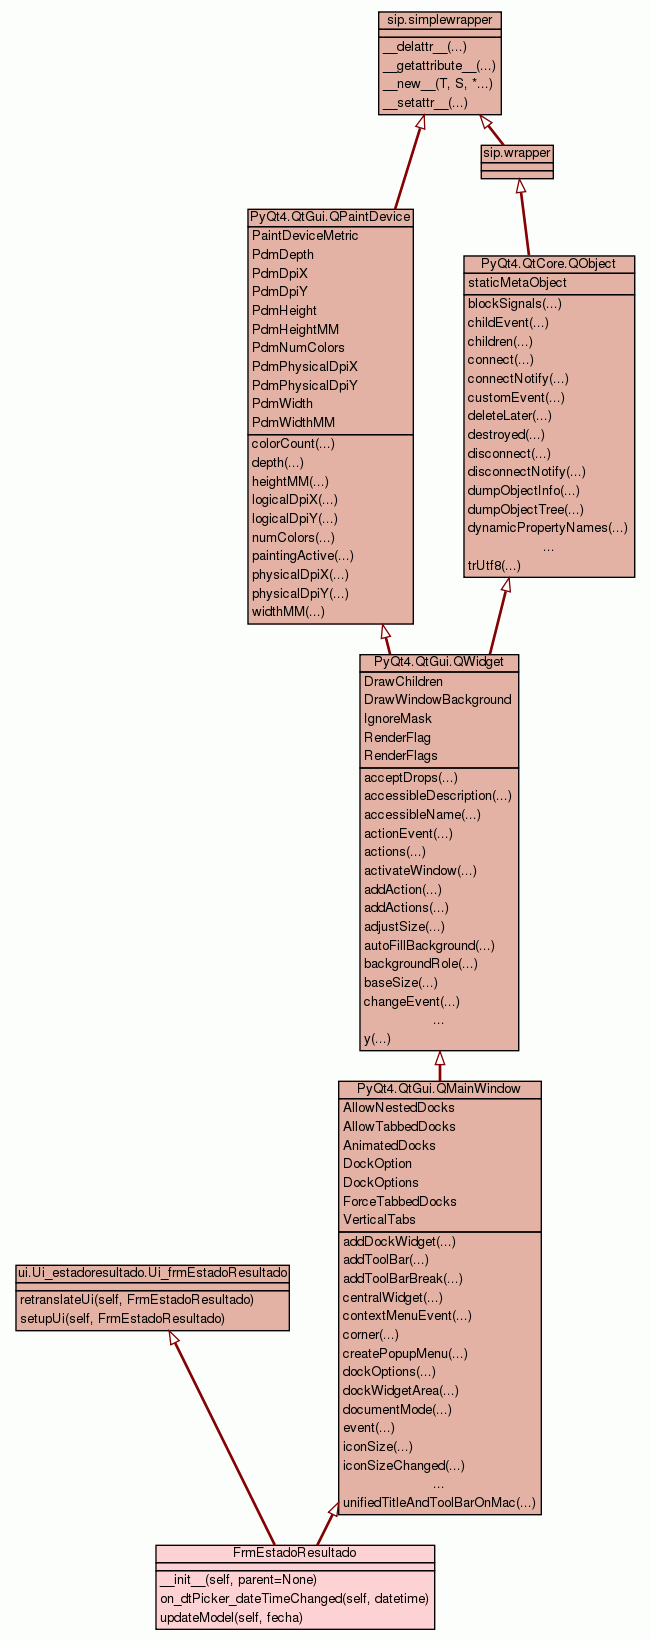 sip.simplewrapper
__delattr__(...)
__getattribute__(...)
__new__(T, S, *...)
__setattr__(...)
sip.wrapper
PyQt4.QtGui.QPaintDevice
PaintDeviceMetric
PdmDepth
PdmDpiX
PdmDpiY
PdmHeight
PdmHeightMM
PdmNumColors
PdmPhysicalDpiX
PdmPhysicalDpiY
PdmWidth
PdmWidthMM
colorCount(...)
depth(...)
heightMM(...)
logicalDpiX(...)
logicalDpiY(...)
numColors(...)
paintingActive(...)
physicalDpiX(...)
physicalDpiY(...)
widthMM(...)
PyQt4.QtCore.QObject
staticMetaObject
blockSignals(...)
childEvent(...)
children(...)
connect(...)
connectNotify(...)
customEvent(...)
deleteLater(...)
destroyed(...)
disconnect(...)
disconnectNotify(...)
dumpObjectInfo(...)
dumpObjectTree(...)
dynamicPropertyNames(...)
...
trUtf8(...)
PyQt4.QtGui.QWidget
DrawChildren
DrawWindowBackground
IgnoreMask
RenderFlag
RenderFlags
acceptDrops(...)
accessibleDescription(...)
accessibleName(...)
actionEvent(...)
actions(...)
activateWindow(...)
addAction(...)
addActions(...)
adjustSize(...)
autoFillBackground(...)
backgroundRole(...)
baseSize(...)
changeEvent(...)
...
y(...)
PyQt4.QtGui.QMainWindow
AllowNestedDocks
AllowTabbedDocks
AnimatedDocks
DockOption
DockOptions
ForceTabbedDocks
VerticalTabs
addDockWidget(...)
addToolBar(...)
addToolBarBreak(...)
centralWidget(...)
contextMenuEvent(...)
corner(...)
createPopupMenu(...)
dockOptions(...)
dockWidgetArea(...)
documentMode(...)
event(...)
iconSize(...)
iconSizeChanged(...)
...
unifiedTitleAndToolBarOnMac(...)
ui.Ui_estadoresultado.Ui_frmEstadoResultado
retranslateUi(self, FrmEstadoResultado)
setupUi(self, FrmEstadoResultado)
FrmEstadoResultado
__init__(self, parent=None)
on_dtPicker_dateTimeChanged(self, datetime)
updateModel(self, fecha)